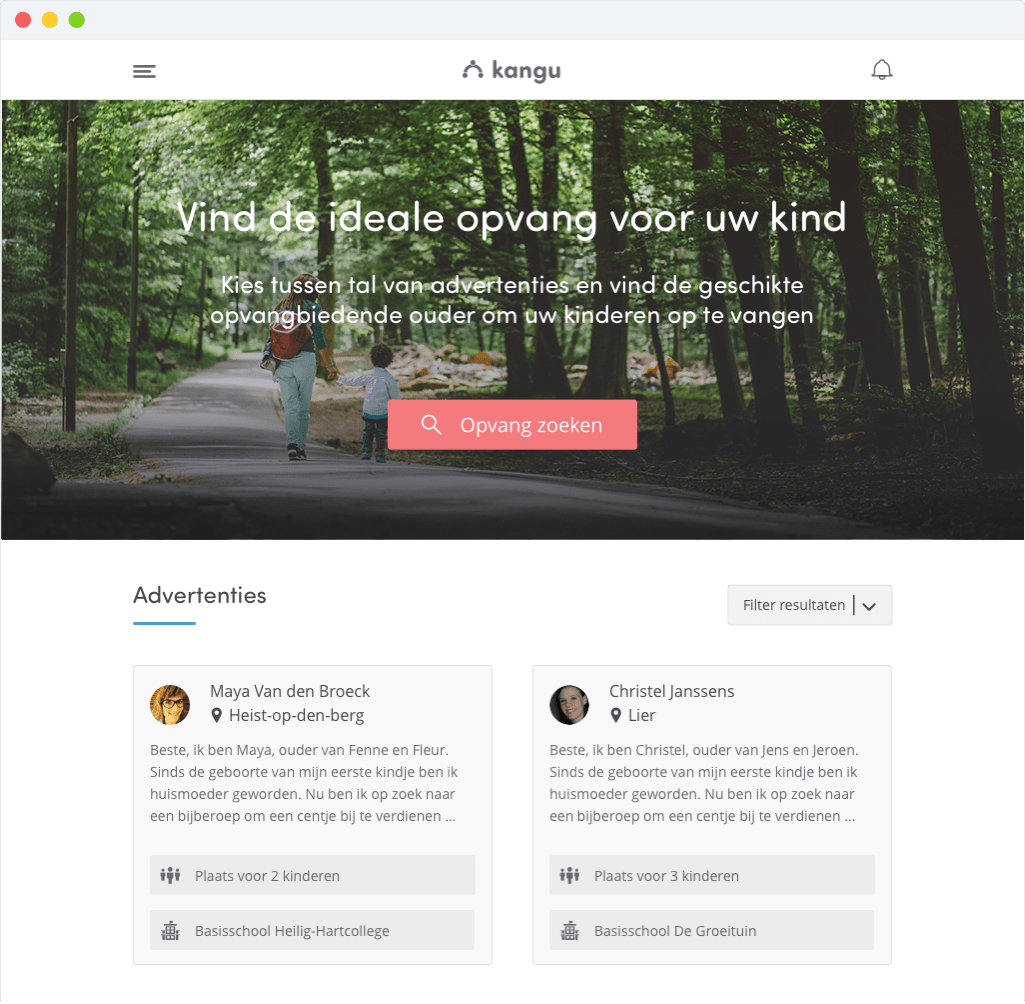 kangu
Vind de ideale opvang voor uw kind
Kies tussen tal van advertenties en vind de geschikte
opvangbiedende ouder om uw kinderen op te vangen
Opvang zoeken
Advertenties
Filter resultaten
Maya Van den Broeck
Heist-op-den-berg
Beste, ik ben Maya, ouder van Fenne en Fleur.
Sinds de geboorte van mijn eerste kindje ben ik
huismoeder geworden. Nu ben ik op zoek naar
een bijberoep om een centje bij te verdienen ...
Plaats voor 2 kinderen
Basisschool Heilig-Hartcollege
Christel Janssens
Lier
Beste, ik ben Christel, ouder van Jens en Jeroen.
Sinds de geboorte van mijn eerste kindje ben ik
huismoeder geworden. Nu ben ik op zoek naar
een bijberoep om een centje bij te verdienen ...
Plaats voor 3 kinderen
Basisschool De Groeituin